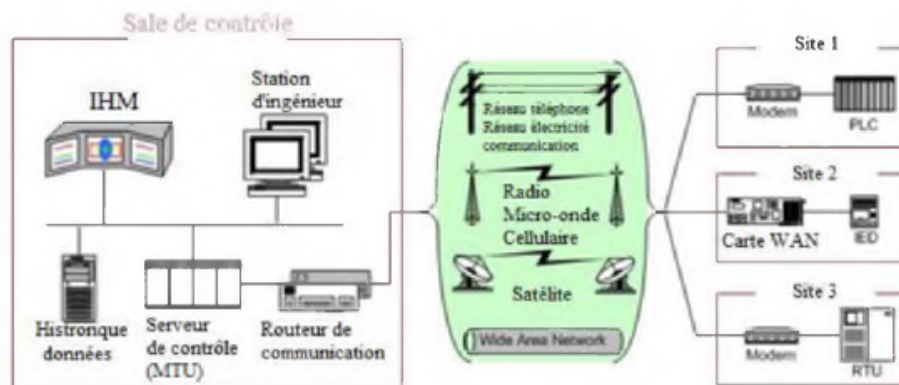 Sale de contrôle
IHM
Station
d'ingénieur
Histronque
données
Serveur
de contrôle
(MTU)
Routeur de
communication
Réseau téléphone
Réseau électricité
communication
Radio
Micro-onde
Cellulaire
Satélite
Wide Area Network
Site 1
Modem
PLC
Site 2
Carte WAN
IED
Site 3
Modem
RTU